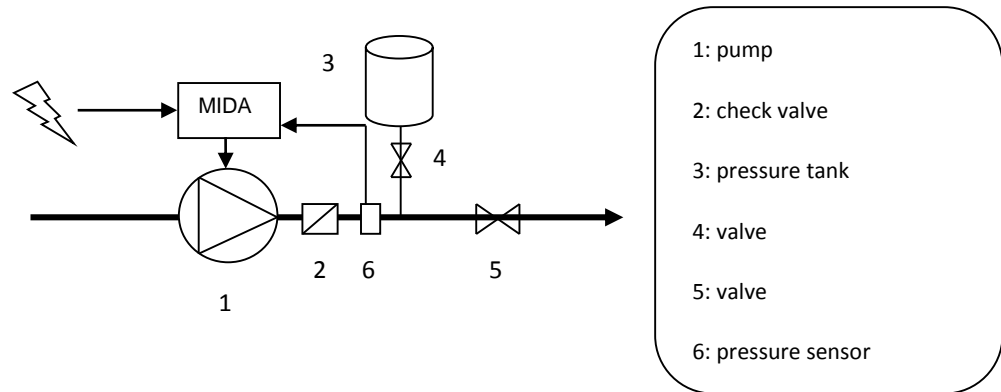 3
MIDA
4
2
6
5
1
1: pump
2: check valve
3: pressure tank
4: valve
5: valve
6: pressure sensor